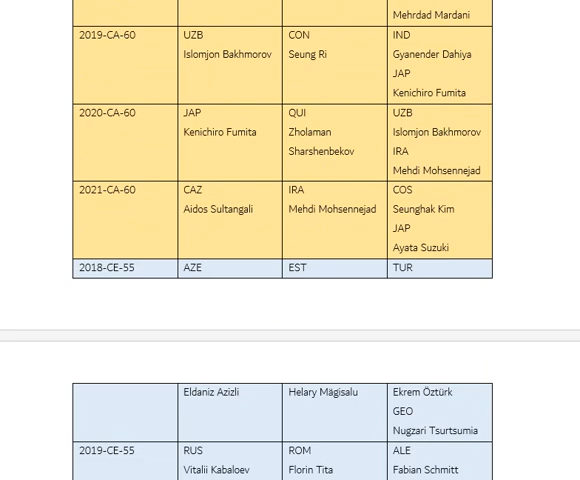 Mehrdad Mardani
2019-CA-60 UZB CON IND
Islomjon Bakhmorov Seung Ri Gyanender Dahiya
JAP
Kenichiro Fumita
2020-CA-60 JAP QUI UZB
Kenichiro Fumita Zholaman Islomjon Bakhmorov
Sharshenbekov IRA
Mehdi Mohsennejad
2021-CA-60 CAZ IRA COS
Aidos Sultangali Mehdi Mohsennejad Seunghak Kim
JAP
Ayata Suzuki
2018-CE-55 AZE EST TUR
Eldaniz Azizli Helary Mägisalu Ekrem Öztürk
GEO
Nugzari Tsurtsumia
2019-CE-55 RUS ROM ALE
Vitalii Kabaloev Florin Tita Fabian Schmitt